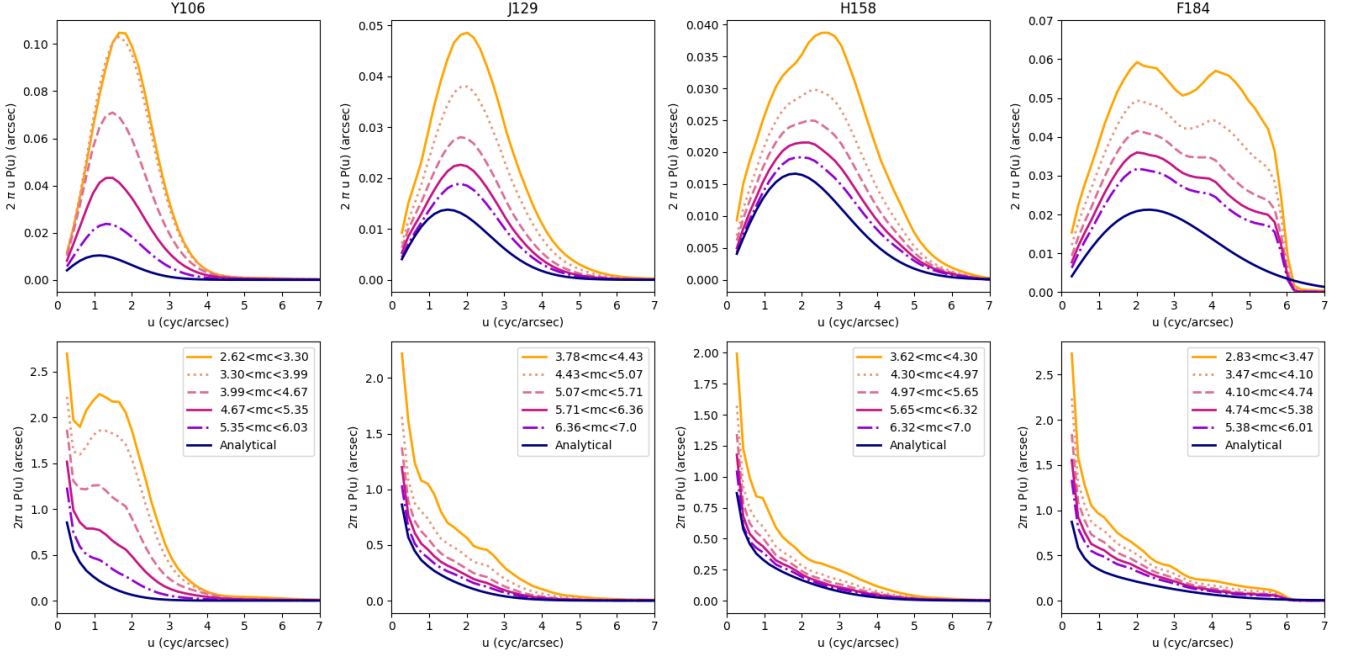 Y106
J129
H158
F184
2 π u P(u) (arcsec)
0.10
0.08
0.06
0.04
0.02
0.00
0 1 2 3 4 5 6 7
u (cyc/arcsec)
2 π u P(u) (arcsec)
0.05
0.04
0.03
0.02
0.01
0.00
0 1 2 3 4 5 6 7
u (cyc/arcsec)
2 π u P(u) (arcsec)
0.040
0.035
0.030
0.025
0.020
0.015
0.010
0.005
0.000
0 1 2 3 4 5 6 7
u (cyc/arcsec)
2 π u P(u) (arcsec)
0.07
0.06
0.05
0.04
0.03
0.02
0.01
0.00
0 1 2 3 4 5 6 7
u (cyc/arcsec)
2π u P(u) (arcsec)
2.5
2.0
1.5
1.0
0.5
0.0
2.62<mc<3.30
3.30<mc<3.99
3.99<mc<4.67
4.67<mc<5.35
5.35<mc<6.03
Analytical
0 1 2 3 4 5 6 7
u (cyc/arcsec)
2π u P(u) (arcsec)
2.0
1.5
1.0
0.5
0.0
3.78<mc<4.43
4.43<mc<5.07
5.07<mc<5.71
5.71<mc<6.36
6.36<mc<7.0
Analytical
0 1 2 3 4 5 6 7
u (cyc/arcsec)
2π u P(u) (arcsec)
2.00
1.75
1.50
1.25
1.00
0.75
0.50
0.25
0.00
3.62<mc<4.30
4.30<mc<4.97
4.97<mc<5.65
5.65<mc<6.32
6.32<mc<7.0
Analytical
0 1 2 3 4 5 6 7
u (cyc/arcsec)
2π u P(u) (arcsec)
2.5
2.0
1.5
1.0
0.5
0.0
2.83<mc<3.47
3.47<mc<4.10
4.10<mc<4.74
4.74<mc<5.38
5.38<mc<6.01
Analytical
0 1 2 3 4 5 6 7
u (cyc/arcsec)